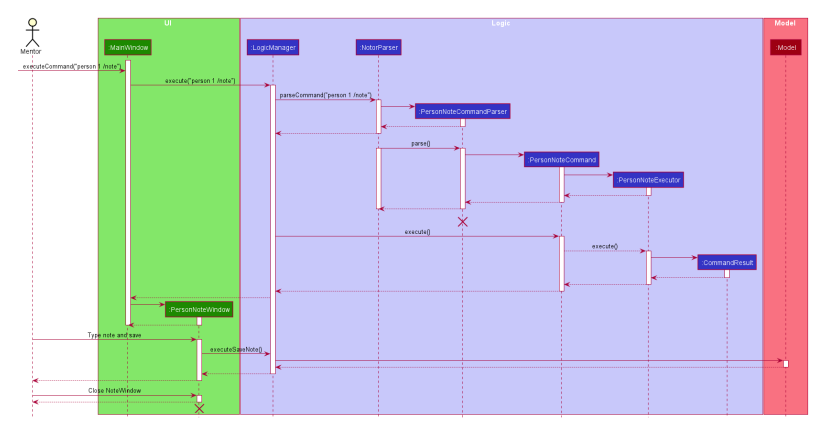 UI
Logic
Model
Mentor
:MainWindow
:LogicManager
:NotorParser
:Model
executeCommand("person 1 /note")
execute("person 1 /note")
parseCommand("person 1 /note")
:PersonNoteCommandParser
parse()
:PersonNoteCommand
:PersonNoteExecutor
execute()
execute()
:CommandResult
:PersonNoteWindow
Type note and save
executeSaveNote()
Close NoteWindow